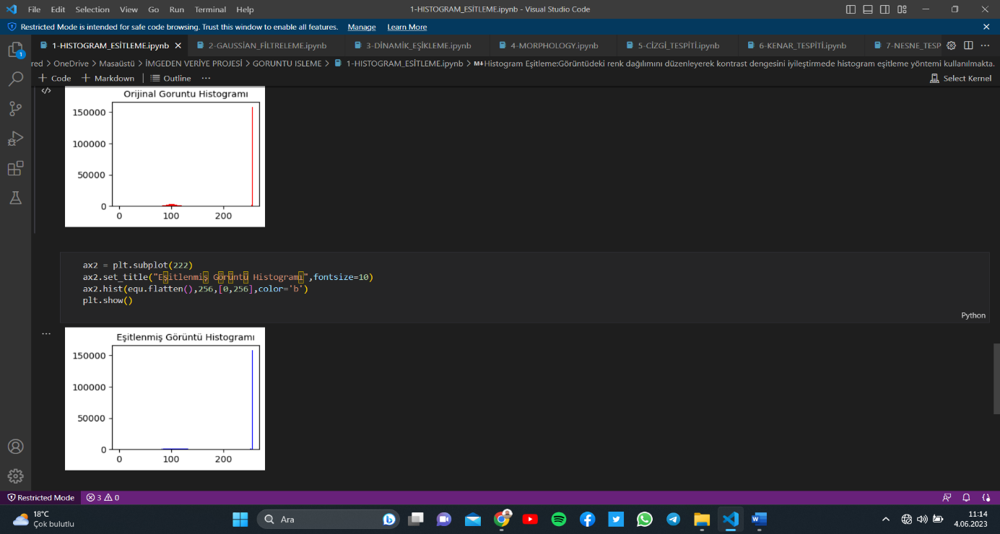 File Edit Selection View Go Run Terminal Help 1-HISTOGRAM_ESİTLEME.ipynb - Visual Studio Code
Restricted Mode is intended for safe code browsing. Trust this window to enable all features. Manage Learn More
1-HISTOGRAM_ESİTLEME.ipynb 2-GAUSSİAN_FİLTRELEME.ipynb 3-DİNAMİK_EŞİKLEME.ipynb 4-MORPHOLOGY.ipynb 5-CİZGİ_TESPİTİ.ipynb 6-KENAR_TESPİTİ.ipynb 7-NESNE_TESP
1
red > OneDrive > Masaüstü > İMGEDEN VERİYE PROJESİ > GORUNTU ISLEME > 1-HISTOGRAM_ESİTLEME.ipynb > M↓Histogram Eşitleme:Görüntüdeki renk dağılımını düzenleyerek kontrast dengesini iyileştirmede histogram eşitleme yöntemi kullanılmakta.
+ Code + Markdown | Outline ... Select Kernel
Orijinal Goruntu Histogramı
150000
100000
50000
0
0 100 200
ax2 = plt.subplot(222)
ax2.set_title("Eşitlenmiş Görüntü Histogramı",fontsize=10)
ax2.hist(equ.flatten(),256,[0,256],color='b')
plt.show()
Python
...
Eşitlenmiş Görüntü Histogramı
150000
100000
50000
0
0 100 200
Restricted Mode 3 0
18°C
Çok bulutlu
Ara
11:14
4.06.2023